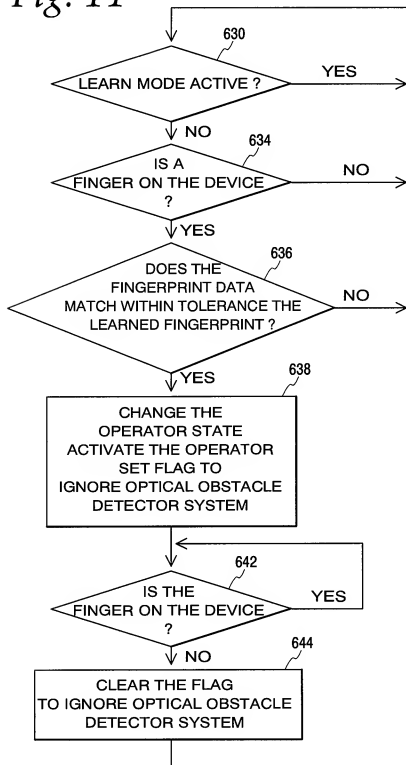 Fig. 11
630
LEARN MODE ACTIVE ?
YES
NO
634
IS A
FINGER ON THE DEVICE
?
NO
YES
636
DOES THE
FINGERPRINT DATA
MATCH WITHIN TOLERANCE THE
LEARNED FINGERPRINT ?
NO
YES
638
CHANGE THE
OPERATOR STATE
ACTIVATE THE OPERATOR
SET FLAG TO
IGNORE OPTICAL OBSTACLE
DETECTOR SYSTEM
642
IS THE
FINGER ON THE DEVICE
?
YES
NO
644
CLEAR THE FLAG
TO IGNORE OPTICAL OBSTACLE
DETECTOR SYSTEM